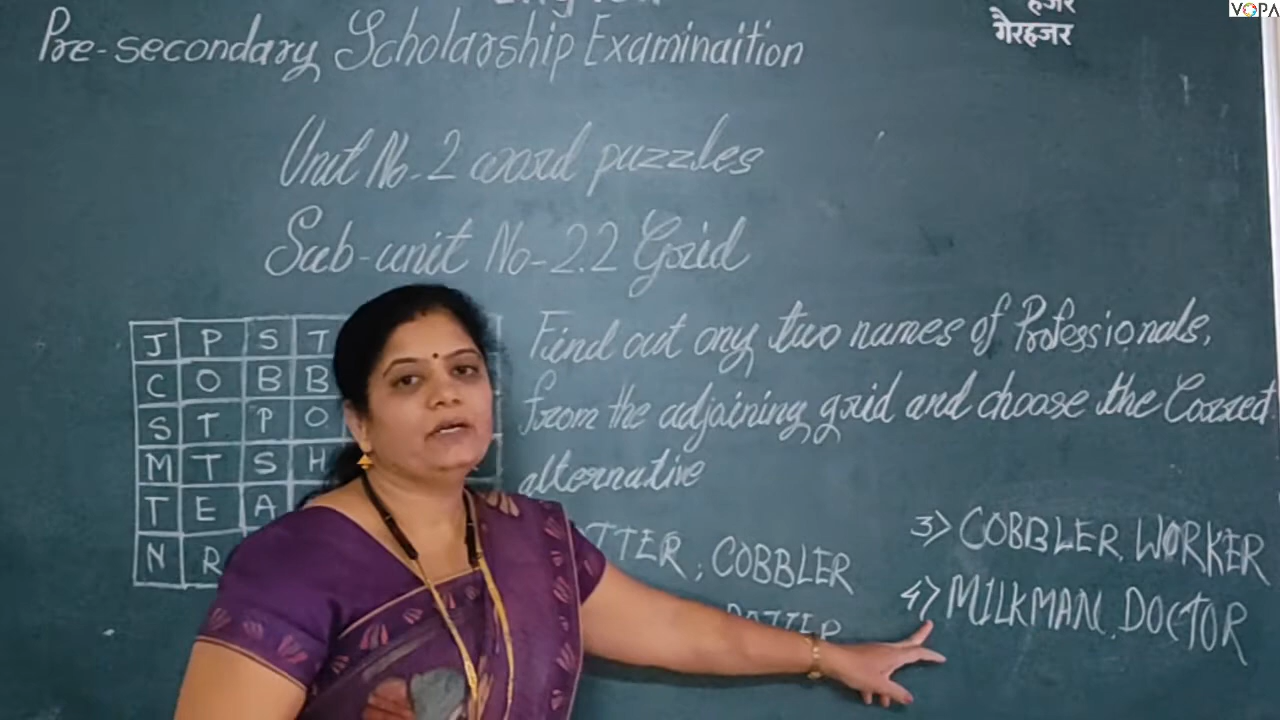 VOPA
हजर
गैरहजर
Pre-secondary Scholarship Examinaition
Unit No-2 word puzzles
Sub-unit No-2.2 Grid
J P S T
C O B B
S T P O
M T S H
T E A
N R
Find out any two names of Professionals,
from the adjoining grid and choose the Correct
alternative
TTER, COBBLER
3) COBBLER, WORKER
4) MILKMAN, DOCTOR